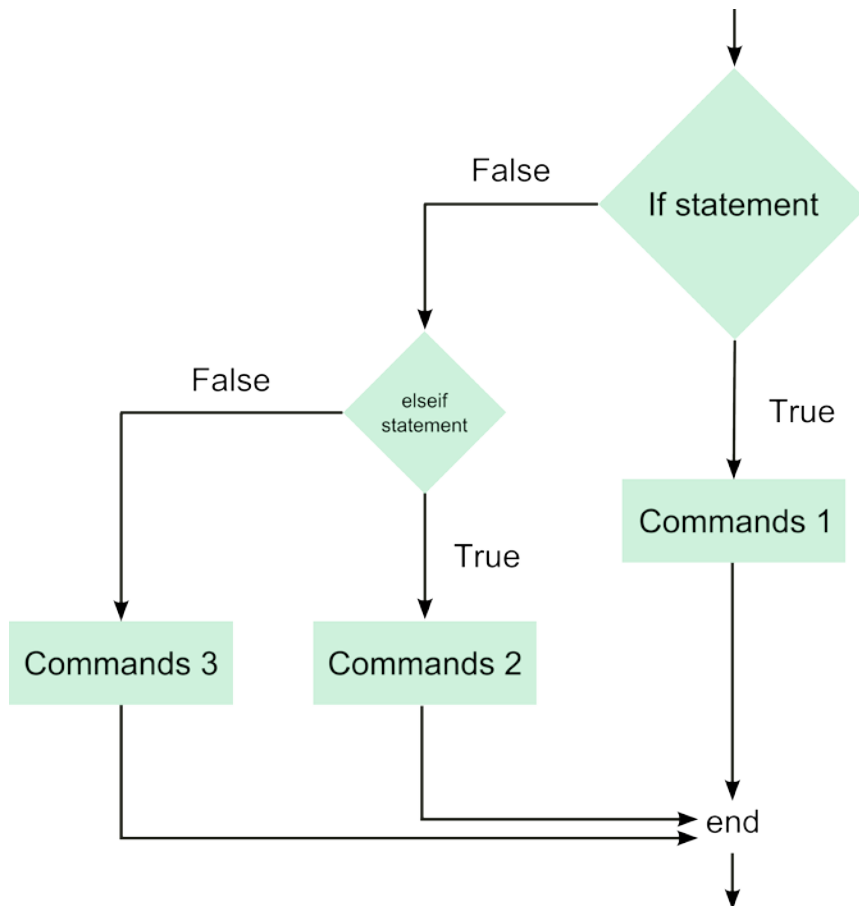 False
If statement
False
elseif
statement
True
Commands 1
True
Commands 3
Commands 2
end